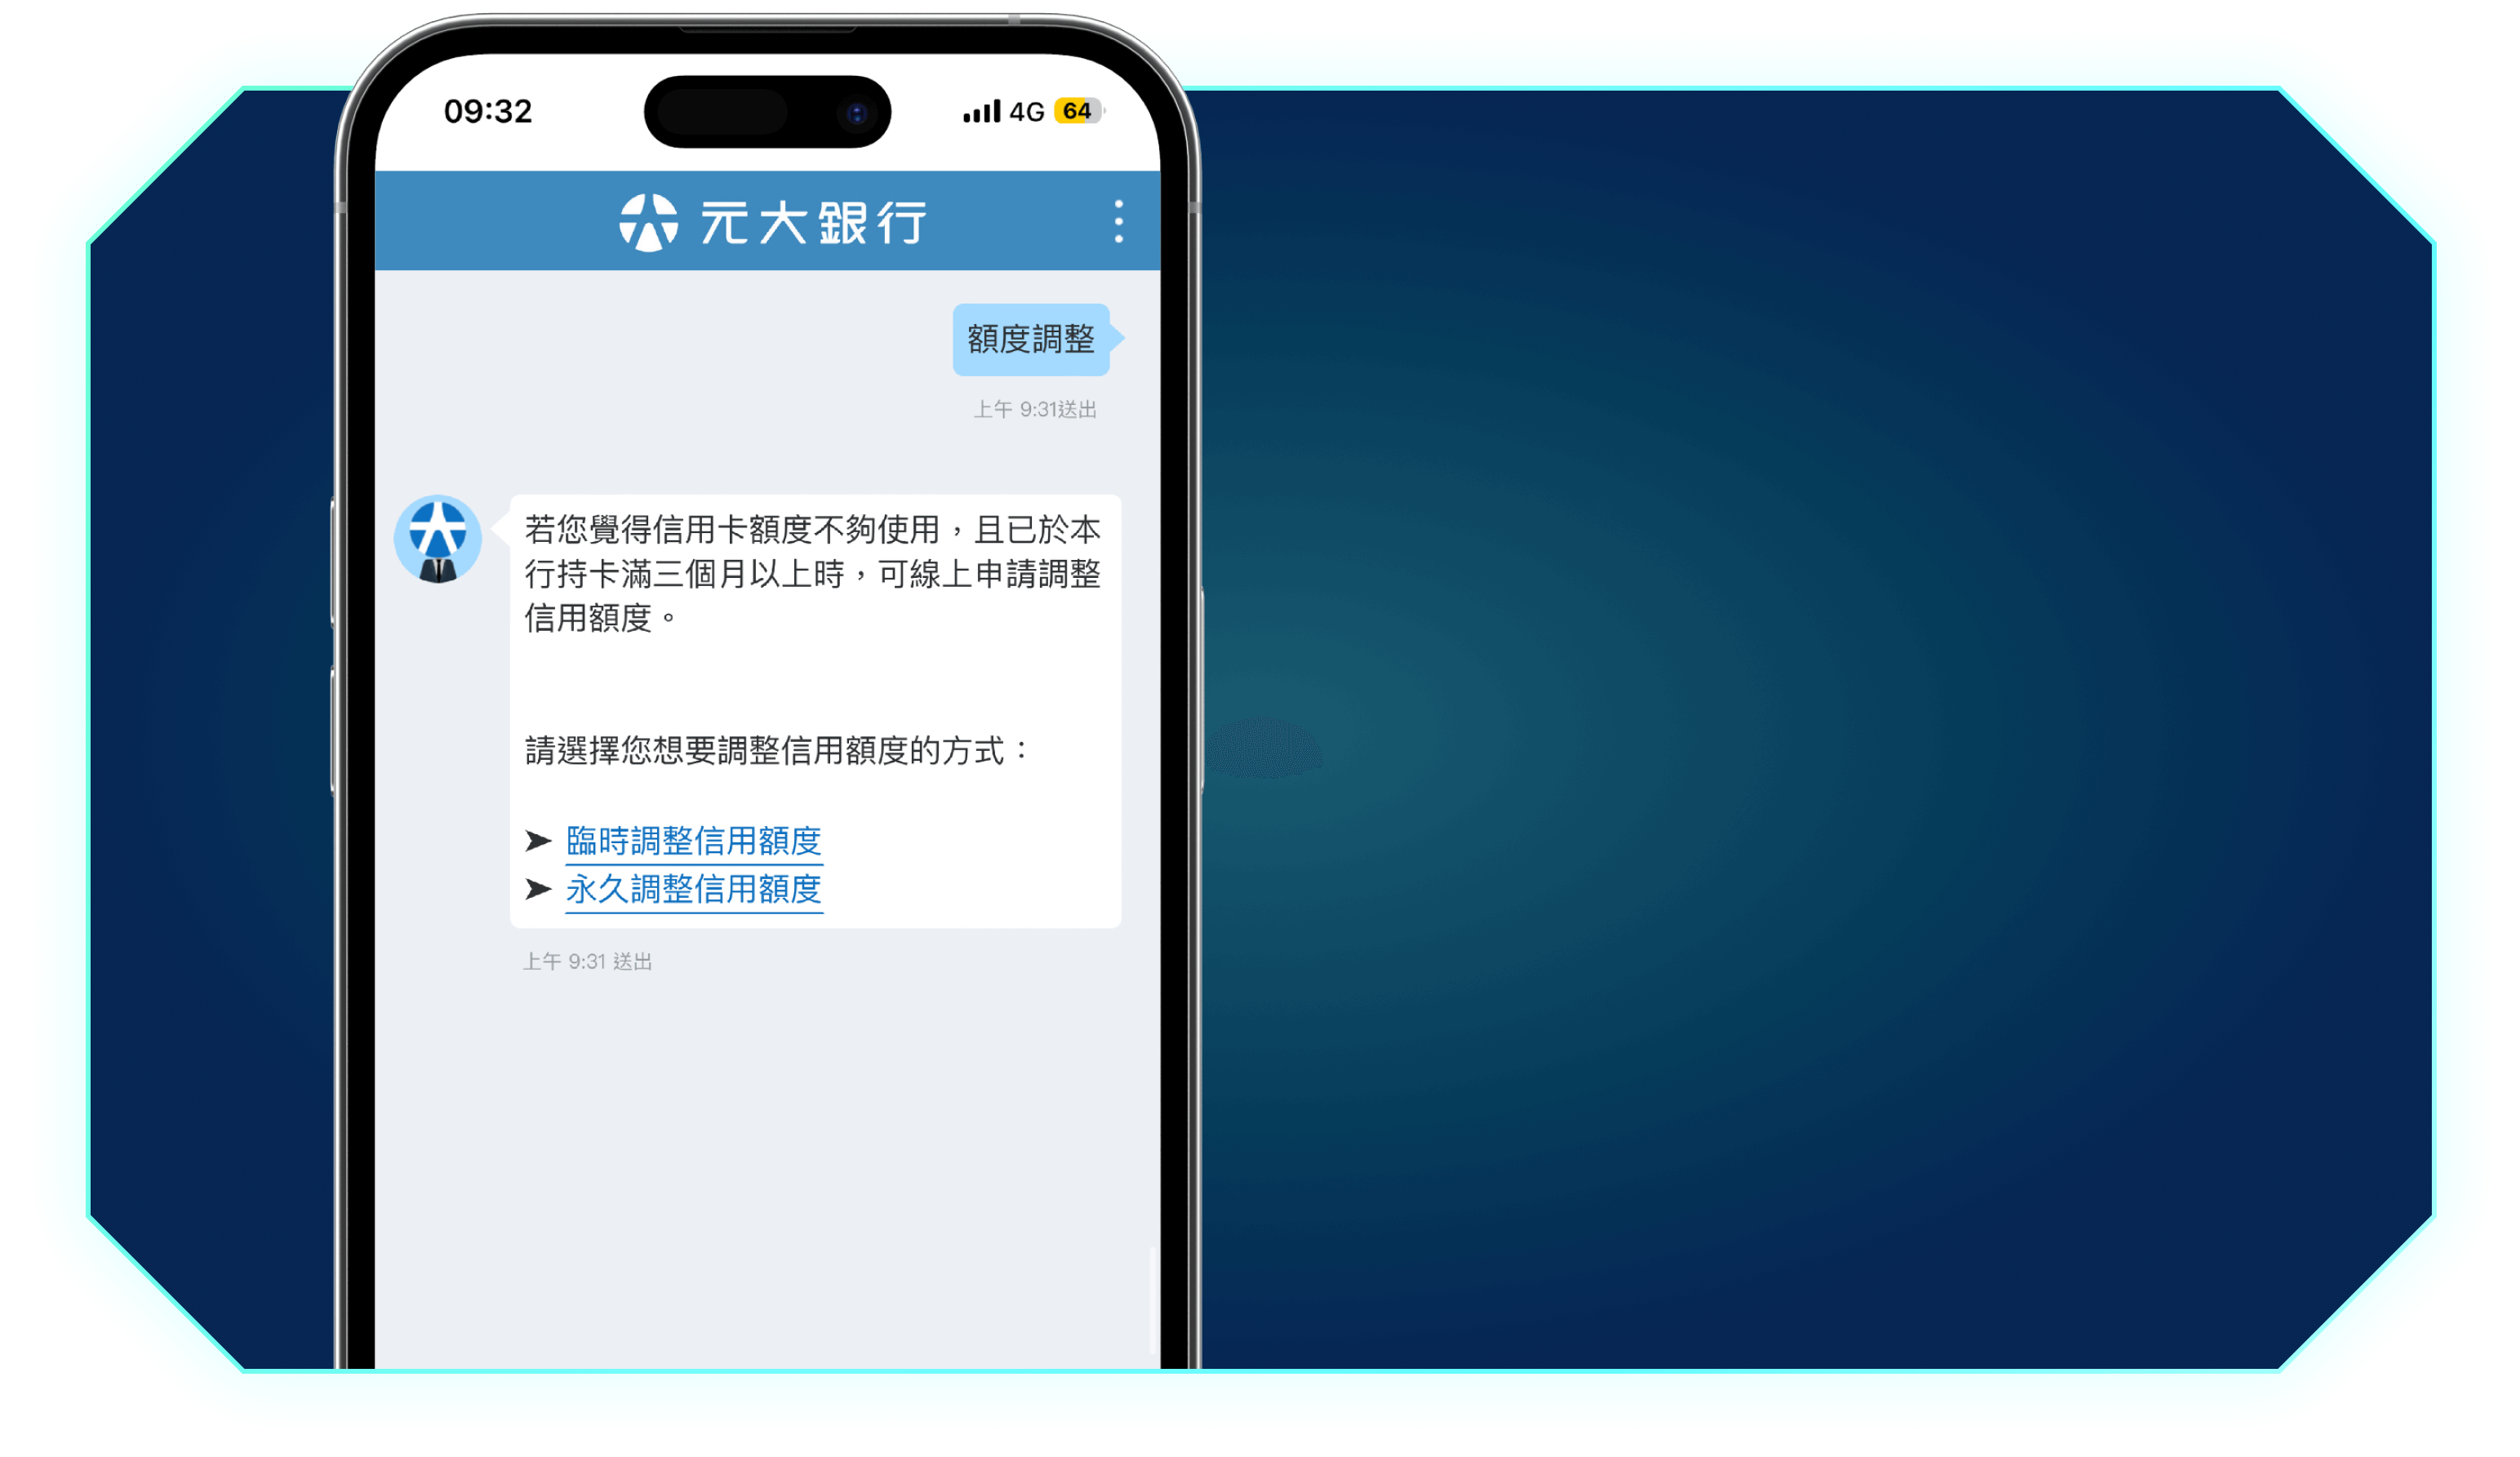 09:32
4G 64
元大銀行
額度調整
上午 9:31送出
若您覺得信用卡額度不夠使用，且已於本
行持卡滿三個月以上時，可線上申請調整
信用額度。
請選擇您想要調整信用額度的方式：
➤ 臨時調整信用額度
➤ 永久調整信用額度
上午 9:31 送出